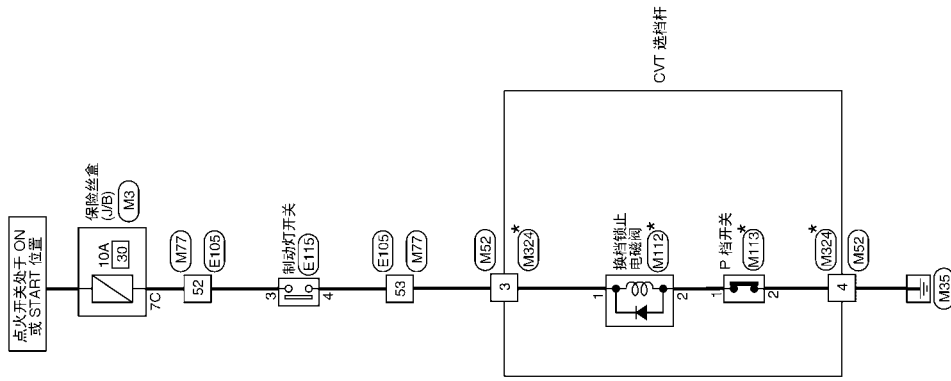 点火开关处于 ON
或 START 位置
保险丝盒
(J/B)
M3
10A
30
7C
M77
52
E105
制动灯开关
E115
3
4
E105
53
M77
M52
3
M324
*
CVT 选档杆
换档锁止
电磁阀
M112
*
1
2
P 档开关
M113
*
1
2
M324
*
4
M52
M35